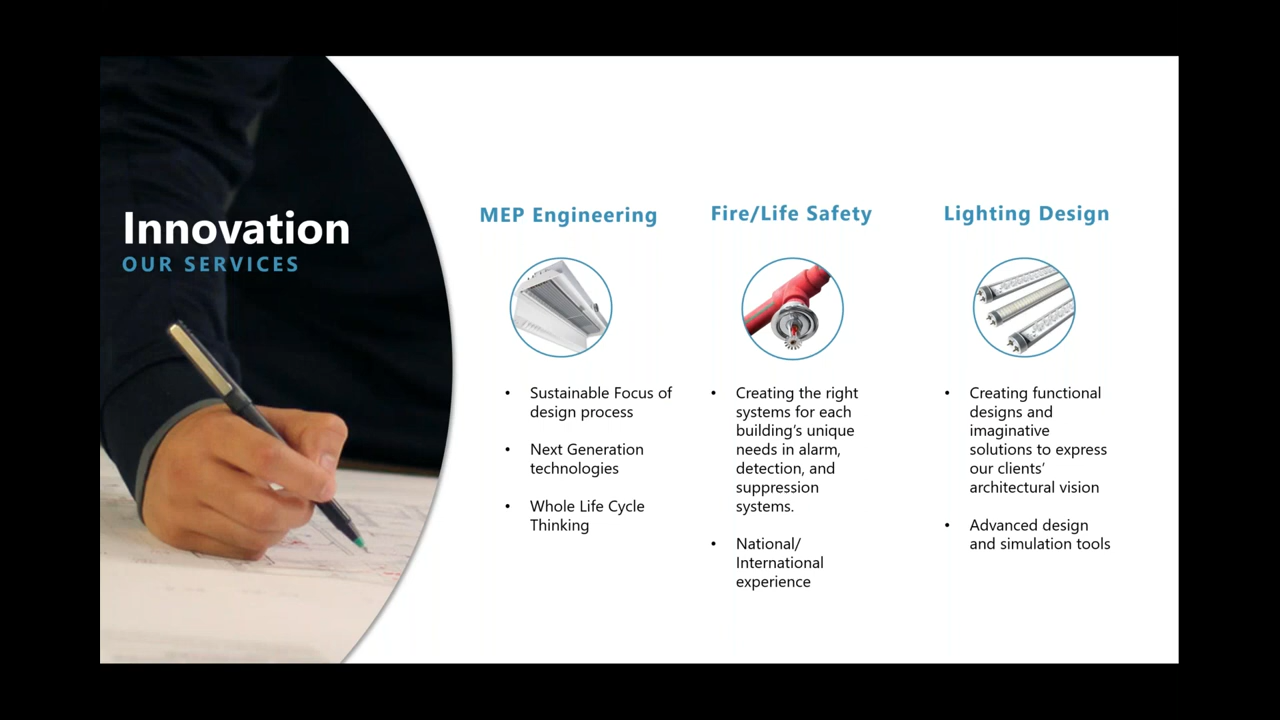 Innovation
OUR SERVICES
MEP Engineering
• Sustainable Focus of
design process
• Next Generation
technologies
• Whole Life Cycle
Thinking
Fire/Life Safety
• Creating the right
systems for each
building’s unique
needs in alarm,
detection, and
suppression
systems.
• National/
International
experience
Lighting Design
• Creating functional
designs and
imaginative
solutions to express
our clients’
architectural vision
• Advanced design
and simulation tools